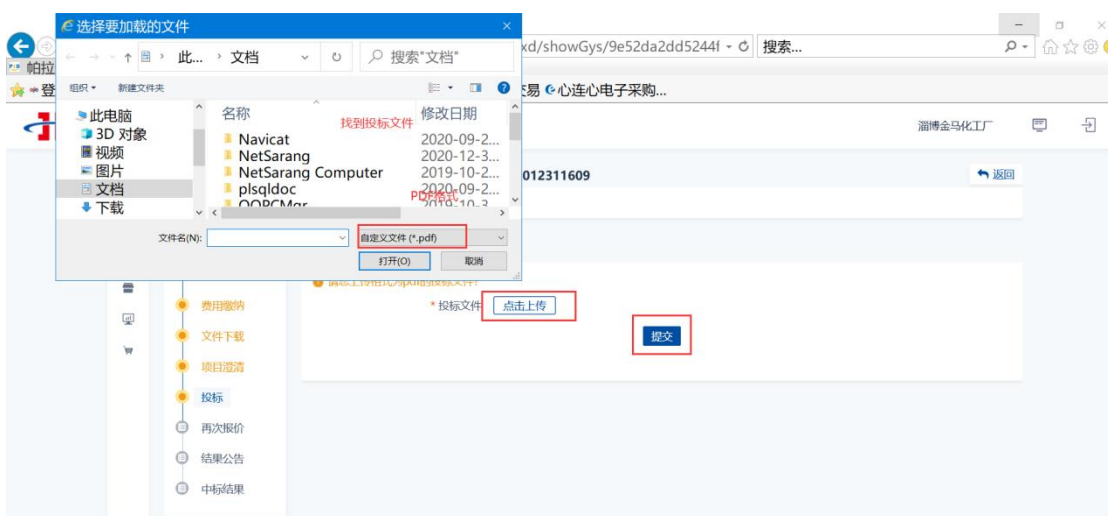 选择要加载的文件
xd/showGys/9e52da2dd5244f
搜索...
此... › 文档
搜索"文档"
帕拉
登
组织
新建文件夹
交易 心连心电子采购...
此电脑
3D 对象
视频
图片
文档
下载
名称
修改日期
找到投标文件
Navicat 2020-09-2...
NetSarang 2020-12-3...
NetSarang Computer 2019-10-2...
plsqldoc 2020-09-2...
PDF格式
OORCMgr 2019-10-3
文件名(N):
自定义文件 (*.pdf)
打开(O)
取消
淄博金马化工厂
012311609
返回
费用缴纳
文件下载
项目澄清
投标
再次报价
结果公告
中标结果
* 投标文件
点击上传
提交